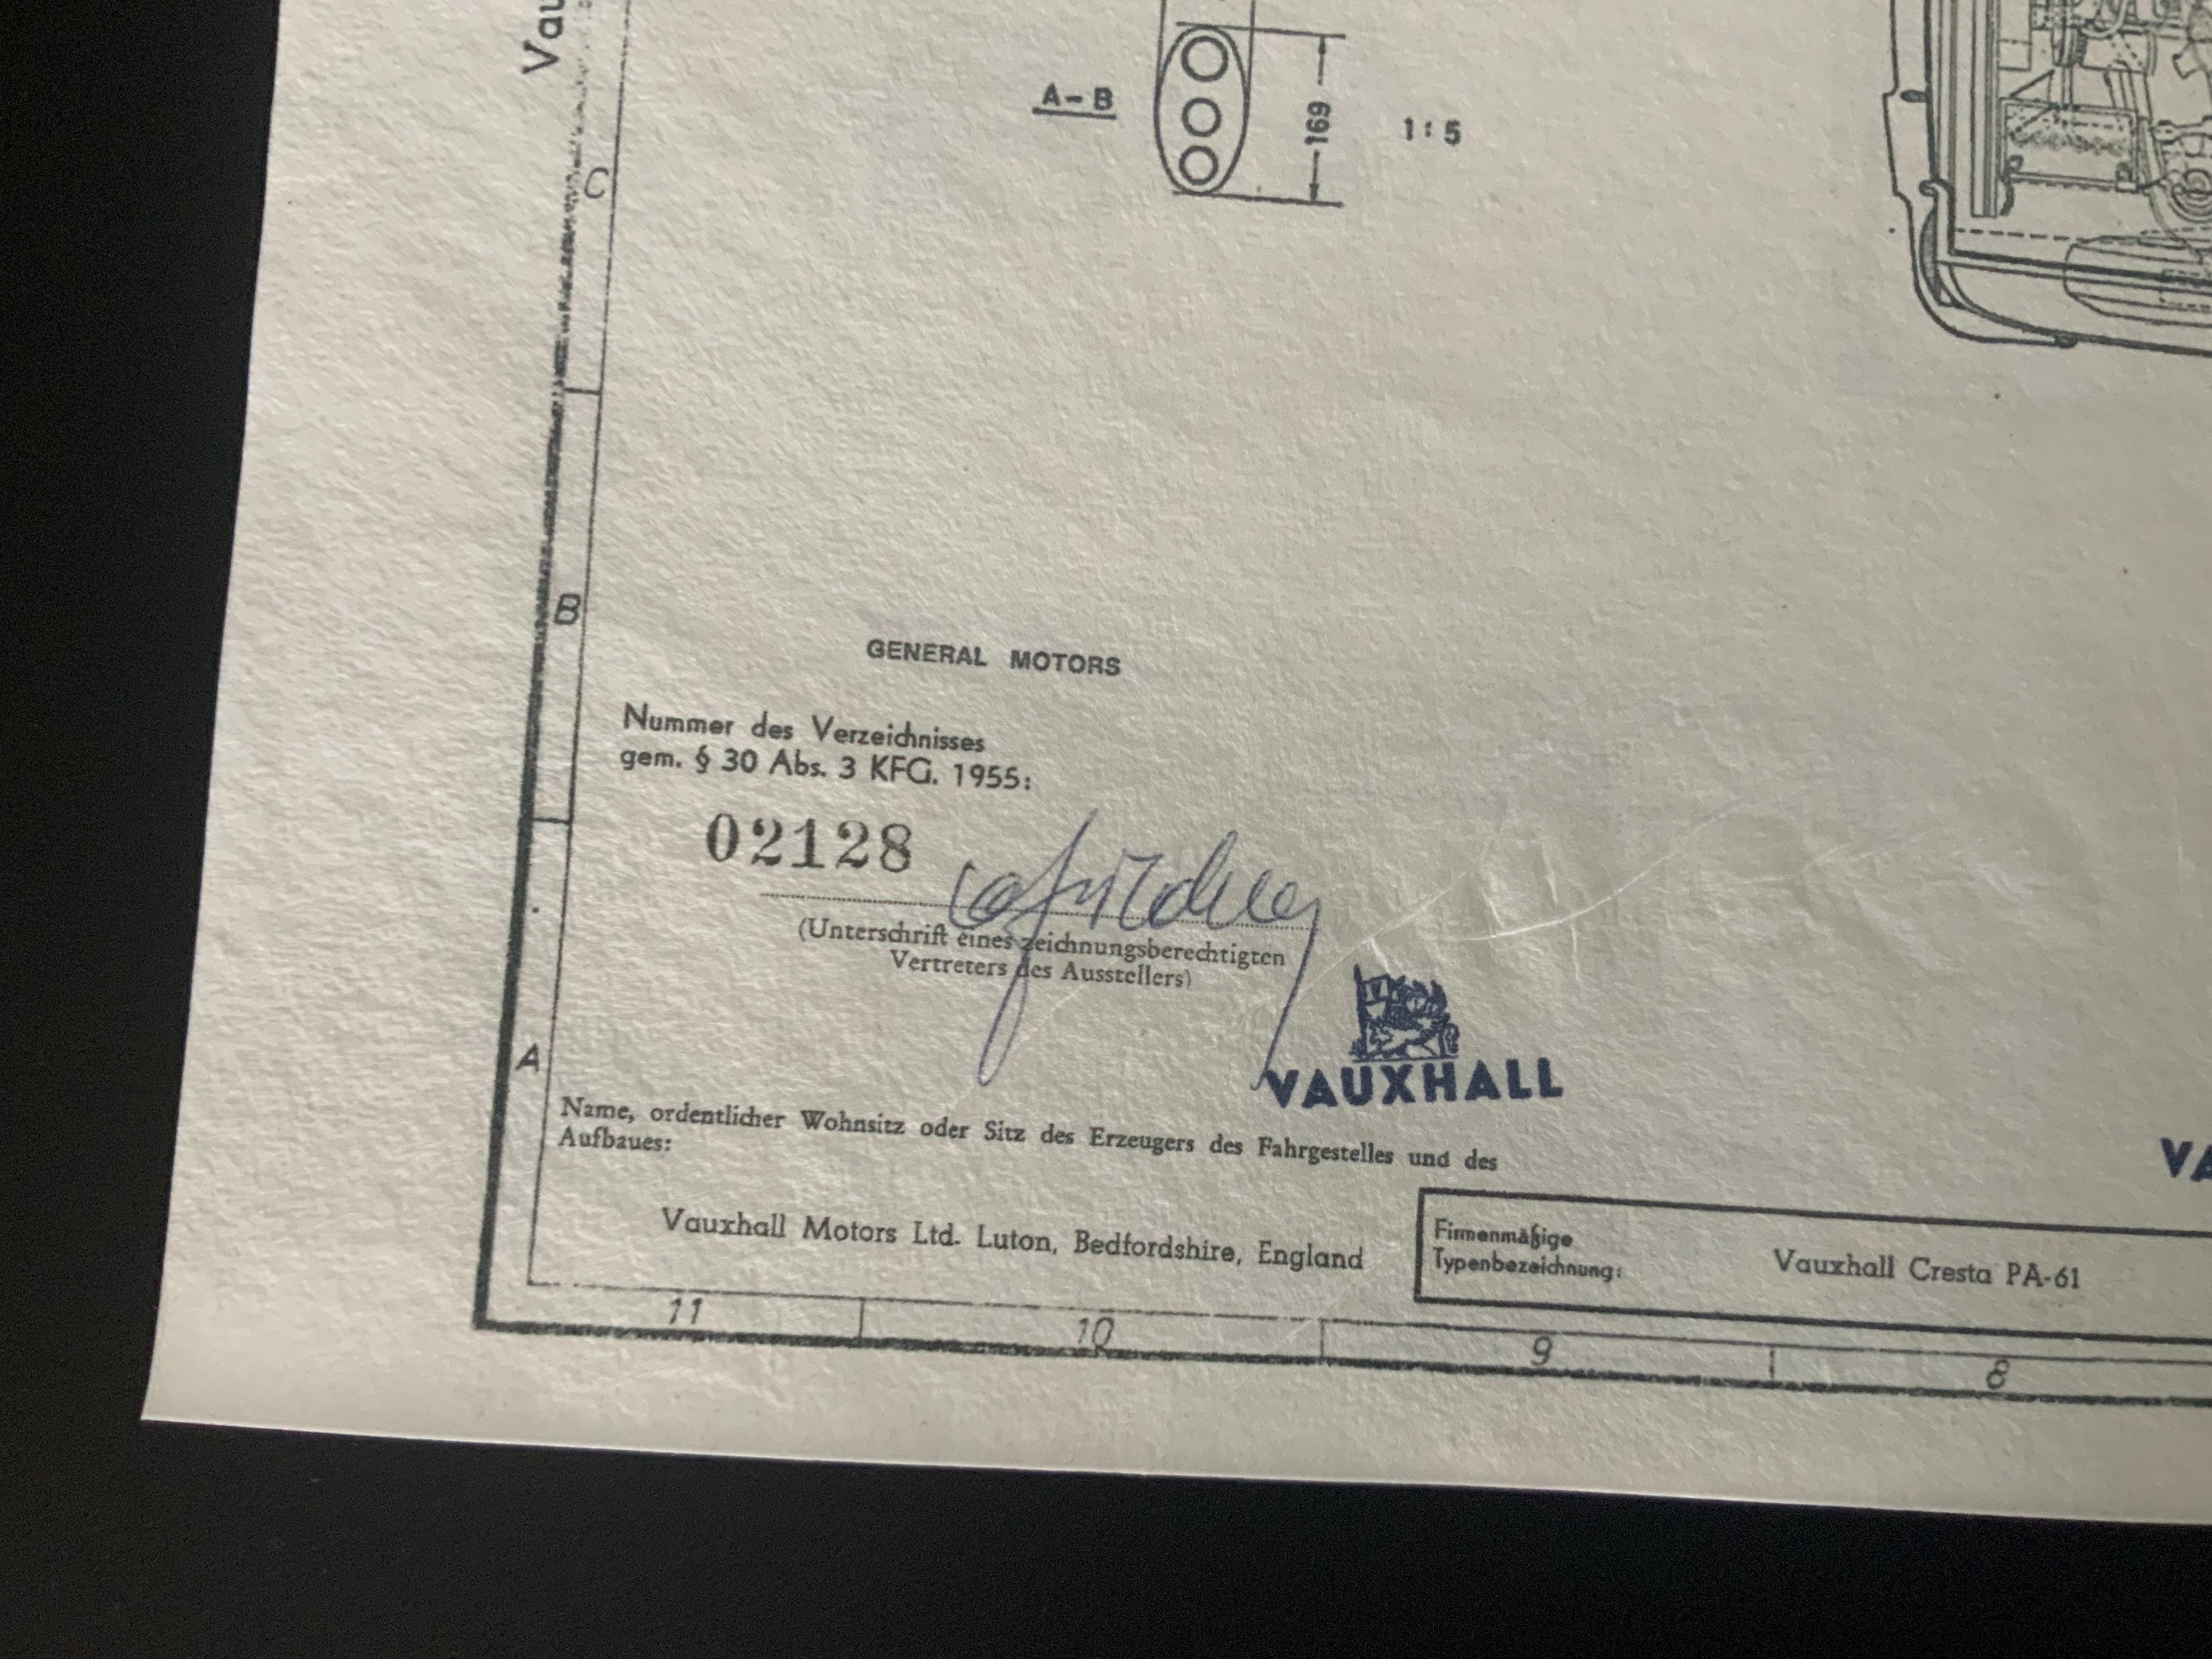 Vau
C
A-B
169
1:5
B
GENERAL MOTORS
Nummer des Verzeichnisses
gem. § 30 Abs. 3 KFG. 1955:
02128
(Unterschrift eines zeichnungsberechtigten
Vertreters des Ausstellers)
A
V
VAUXHALL
Name, ordentlicher Wohnsitz oder Sitz des Erzeugers des Fahrgestelles und des
Aufbaues:
VA
Vauxhall Motors Ltd. Luton, Bedfordshire, England
Firmenmäßige
Typenbezeichnung:
Vauxhall Cresta PA-61
11
10
9
8